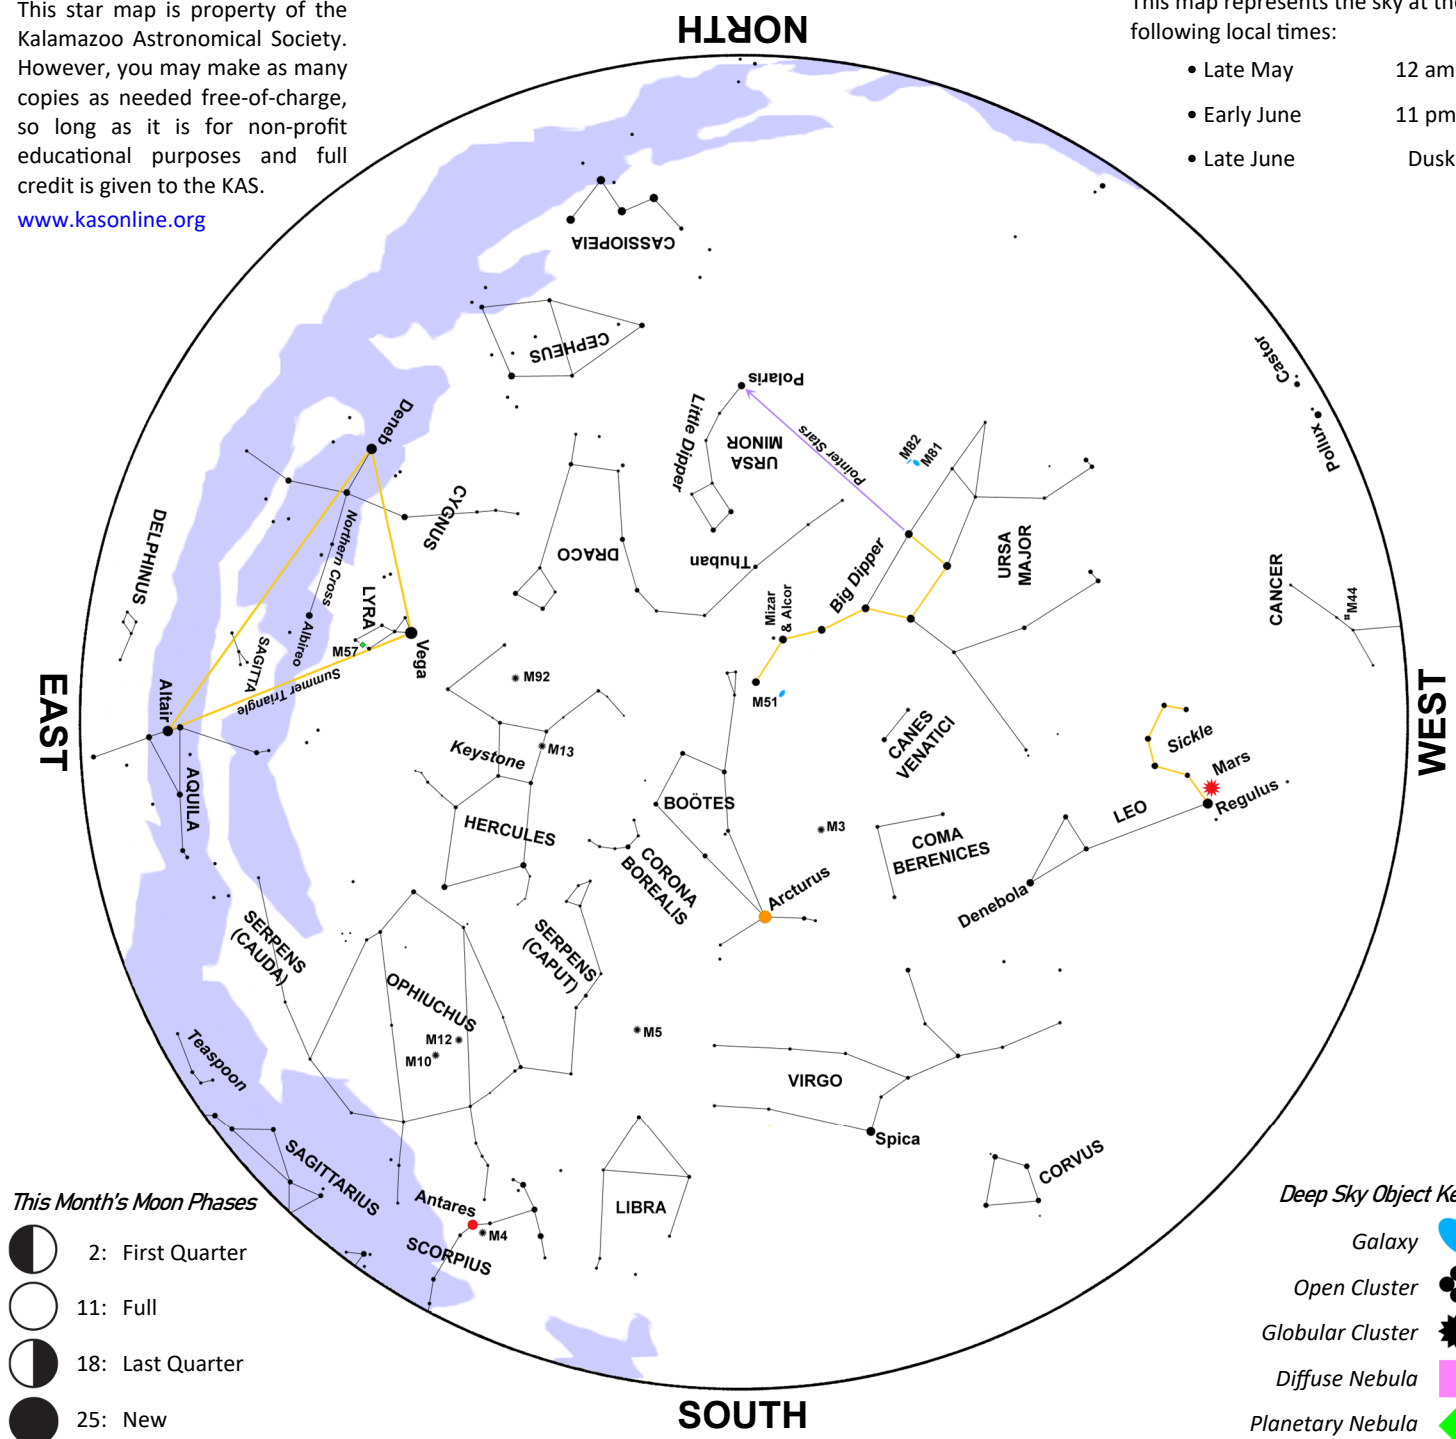 This star map is property of the
Kalamazoo Astronomical Society.
However, you may make as many
copies as needed free-of-charge,
so long as it is for non-profit
educational purposes and full
credit is given to the KAS.
www.kasonline.org
This map represents the sky at the
following local times:
• Late May 12 am
• Early June 11 pm
• Late June Dusk
NORTH
CASSIOPEIA
CEPHEUS
Castor
Pollux
Polaris
Little Dipper
URSA
MINOR
Pointer Stars
M82
M81
Deneb
CYGNUS
Northern Cross
DELPHINUS
DRACO
Thuban
Big Dipper
URSA
MAJOR
Mizar
& Alcor
CANCER
M44
LYRA
Albireo
M57
Vega
SAGITTA
Summer Triangle
Altair
EAST
WEST
M92
M51
CANES
VENATICI
Sickle
Mars
Regulus
LEO
Keystone
M13
AQUILA
HERCULES
BOÖTES
M3
COMA
BERENICES
CORONA
BOREALIS
Arcturus
Denebola
SERPENS
(CAUDA)
SERPENS
(CAPUT)
OPHIUCHUS
M12
M10
M5
Teaspoon
VIRGO
Spica
CORVUS
SAGITTARIUS
Antares
M4
SCORPIUS
LIBRA
SOUTH
This Month's Moon Phases
2: First Quarter
11: Full
18: Last Quarter
25: New
Deep Sky Object Ke
Galaxy
Open Cluster
Globular Cluster
Diffuse Nebula
Planetary Nebula